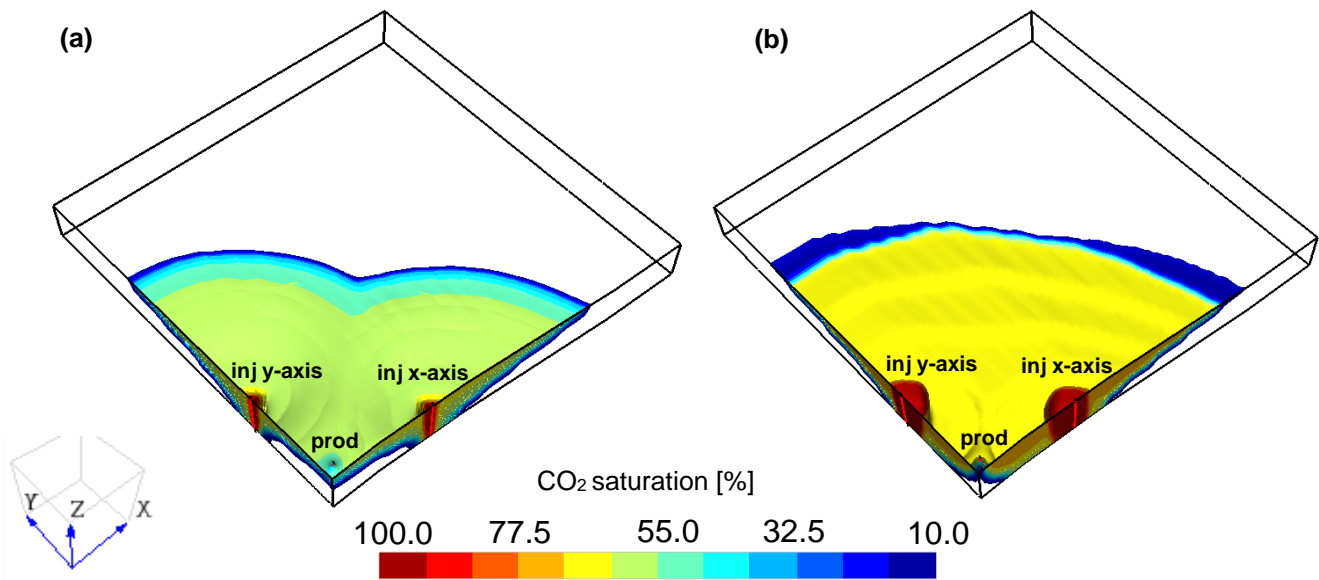 (a)
(b)
inj y-axis
inj x-axis
prod
inj y-axis
inj x-axis
prod
Y
Z
X
CO₂ saturation [%]
100.0 77.5 55.0 32.5 10.0